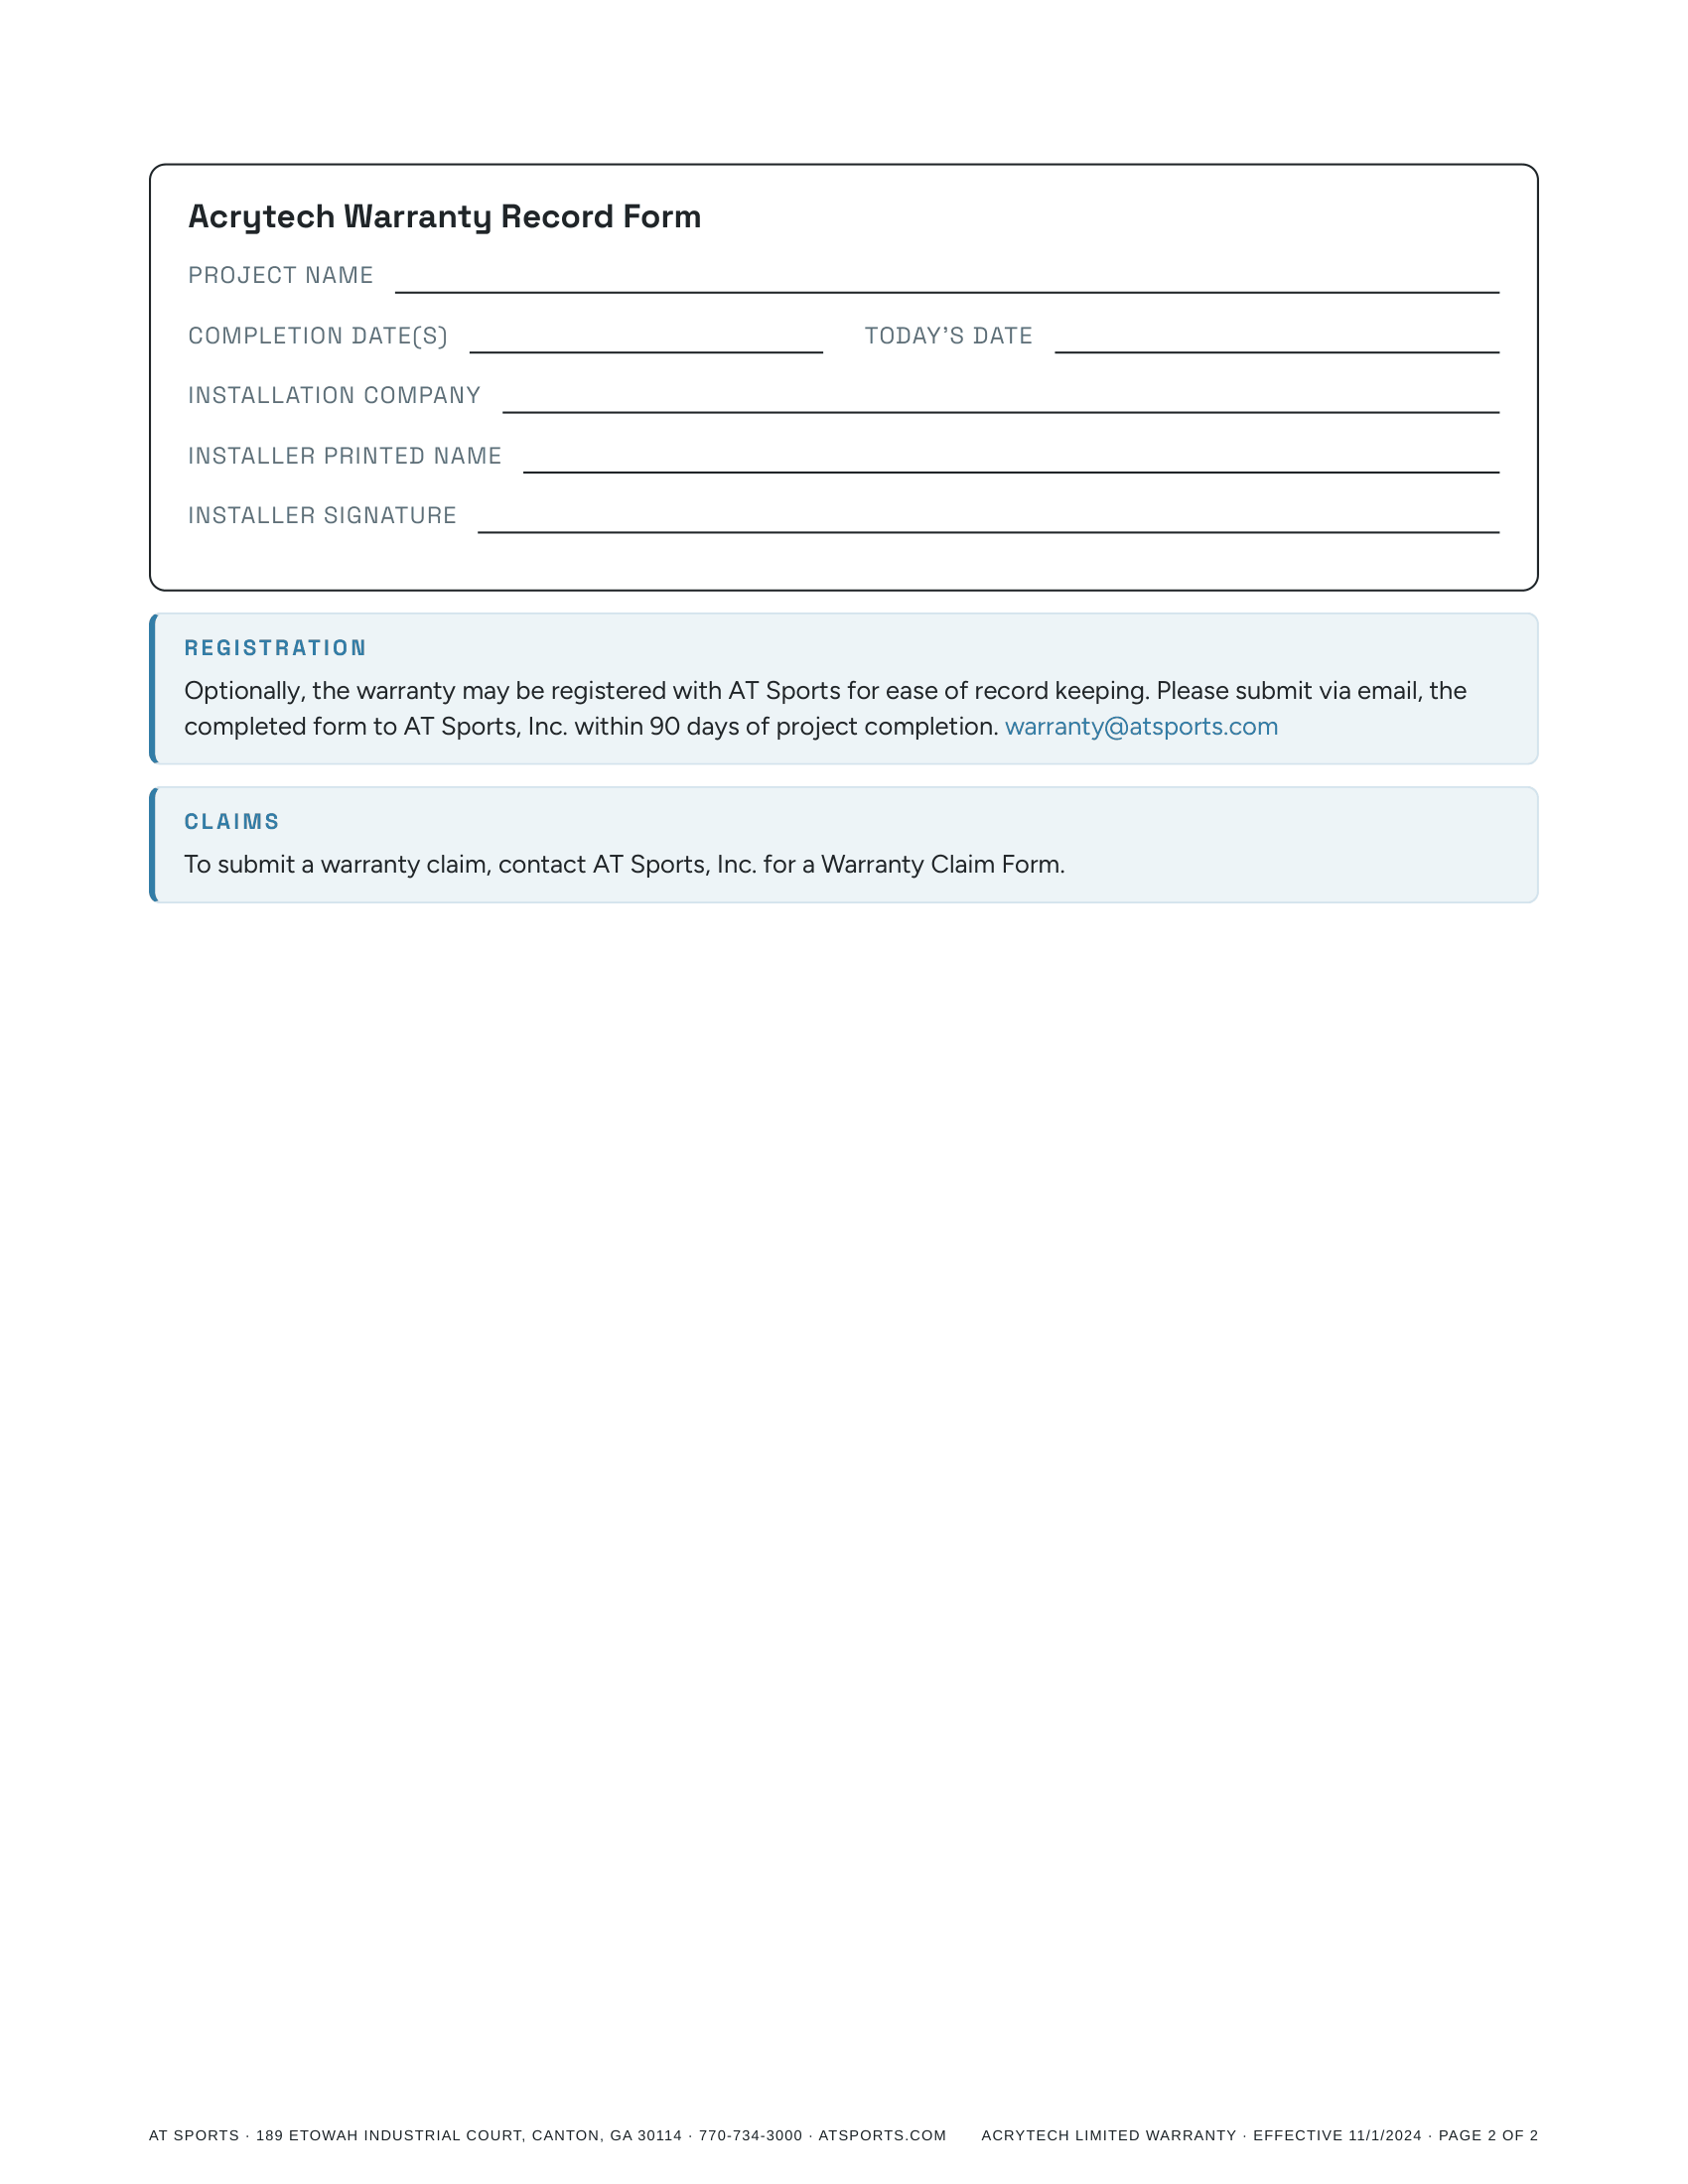 Acrytech Warranty Record Form
PROJECT NAME
COMPLETION DATE(S) TODAY’S DATE
INSTALLATION COMPANY
INSTALLER PRINTED NAME
INSTALLER SIGNATURE
REGISTRATION
Optionally, the warranty may be registered with AT Sports for ease of record keeping. Please submit via email, the
completed form to AT Sports, Inc. within 90 days of project completion. warranty@atsports.com
CLAIMS
To submit a warranty claim, contact AT Sports, Inc. for a Warranty Claim Form.
AT SPORTS · 189 ETOWAH INDUSTRIAL COURT, CANTON, GA 30114 · 770-734-3000 · ATSPORTS.COM ACRYTECH LIMITED WARRANTY · EFFECTIVE 11/1/2024 · PAGE 2 OF 2